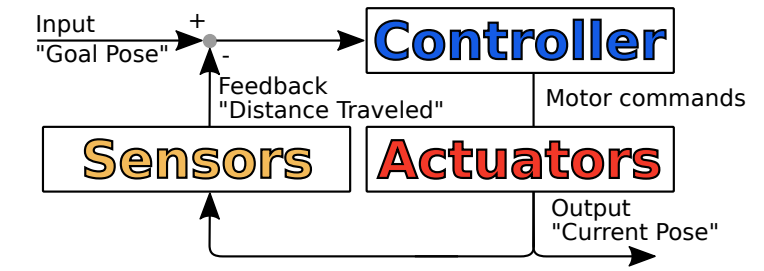 Input
"Goal Pose"
+
-
Controller
Feedback
"Distance Traveled"
Motor commands
Sensors
Actuators
Output
"Current Pose"